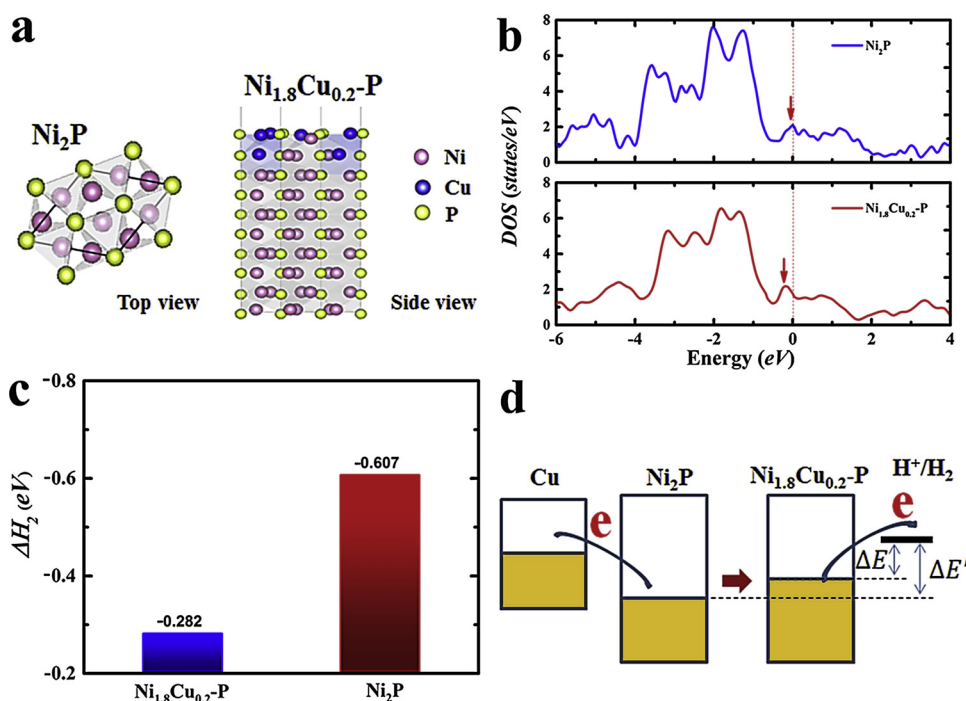 a
Ni₂P
Ni₁.₈Cu₀.₂-P
Ni
Cu
P
Top view
Side view
b
DOS (states/eV)
8
6
4
2
0
Ni₂P
8
6
4
2
0
Ni₁.₈Cu₀.₂-P
-6 -4 -2 0 2 4
Energy (eV)
c
ΔH₂ (eV)
-0.8
-0.6
-0.4
-0.2
-0.282
-0.607
Ni₁.₈Cu₀.₂-P Ni₂P
d
Cu
Ni₂P
Ni₁.₈Cu₀.₂-P
H⁺/H₂
e
e
ΔE
ΔE'